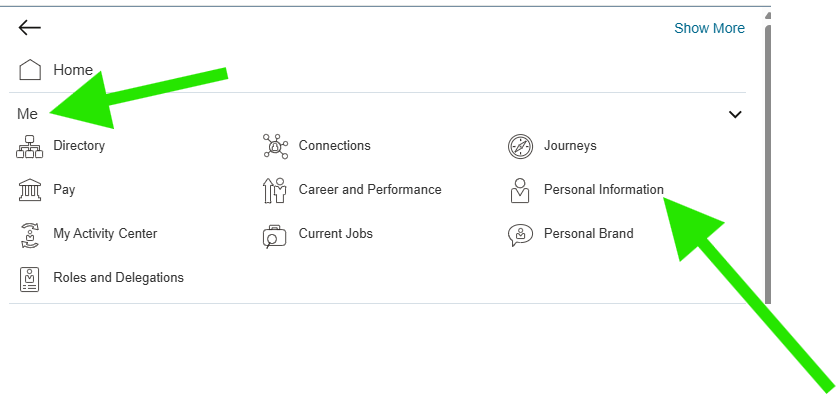 Show More
Home
Me
Directory
Connections
Journeys
Pay
Career and Performance
Personal Information
My Activity Center
Current Jobs
Personal Brand
Roles and Delegations